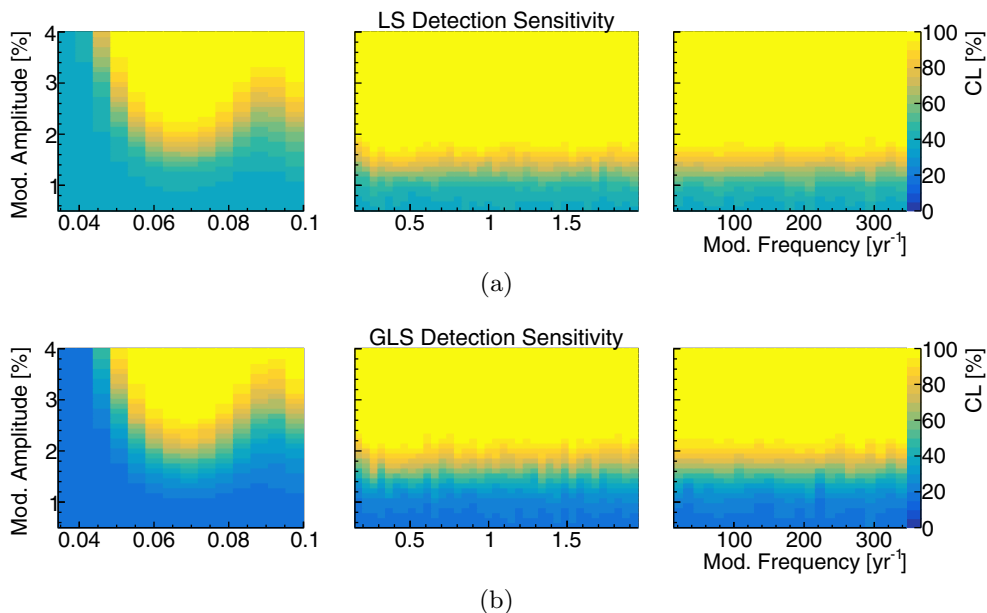 LS Detection Sensitivity
Mod. Amplitude [%]
4
3
2
1
0.04 0.06 0.08 0.1
0.5 1 1.5
100 200 300
Mod. Frequency [yr-1]
100
80
60
40
20
0
CL [%]
(a)
GLS Detection Sensitivity
Mod. Amplitude [%]
4
3
2
1
0.04 0.06 0.08 0.1
0.5 1 1.5
100 200 300
Mod. Frequency [yr-1]
100
80
60
40
20
0
CL [%]
(b)